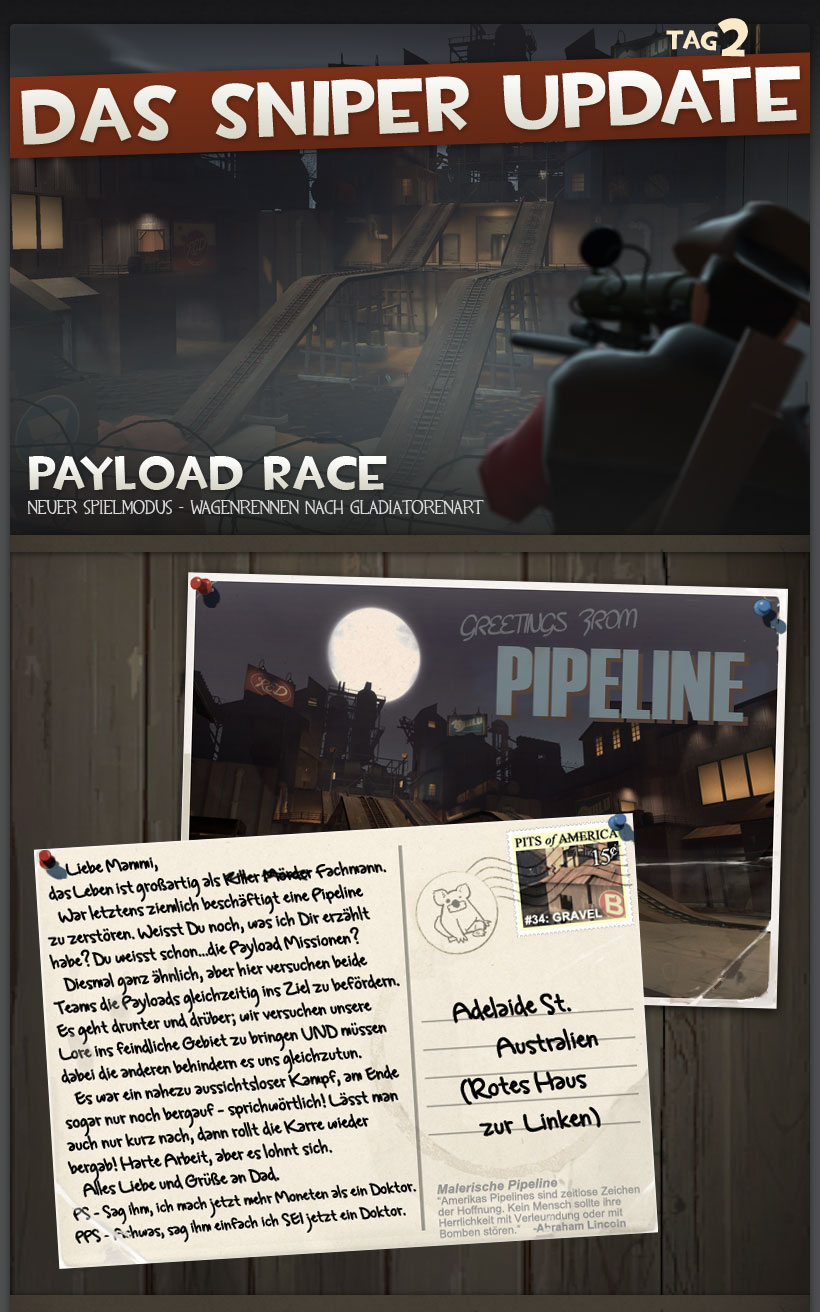 TAG 2
DAS SNIPER UPDATE
PAYLOAD RACE
NEUER SPIELMODUS - WAGENRENNEN NACH GLADIATORENART
GREETINGS FROM
PIPELINE
RED
Liebe Mammi,
das Leben ist großartig als Killer Mörder Fachmann.
War letztens ziemlich beschäftigt eine Pipeline
zu zerstören. Weisst Du noch, was ich Dir erzählt
habe? Du weisst schon...die Payload Missionen?
Diesmal ganz ähnlich, aber hier versuchen beide
Teams die Payloads gleichzeitig ins Ziel zu befördern.
Es geht drunter und drüber; wir versuchen unsere
Lore ins feindliche Gebiet zu bringen UND müssen
dabei die anderen behindern es uns gleichzutun.
Es war ein nahezu aussichtsloser Kampf, am Ende
sogar nur noch bergauf - sprichwörtlich! Lässt man
auch nur kurz nach, dann rollt die Karre wieder
bergab! Harte Arbeit, aber es lohnt sich.
Alles Liebe und Grüße an Dad.
PS - Sag ihm, ich mach jetzt mehr Moneten als ein Doktor.
PPS - Achwas, sag ihm einfach ich SEI jetzt ein Doktor.
PITS of AMERICA
15¢
#34: GRAVEL B
Adelaide St.
Australien
(Rotes Haus
zur Linken)
Malerische Pipeline
"Amerikas Pipelines sind zeitlose Zeichen
der Hoffnung. Kein Mensch sollte ihre
Herrlichkeit mit Verleumdung oder mit
Bomben stören." -Abraham Lincoln